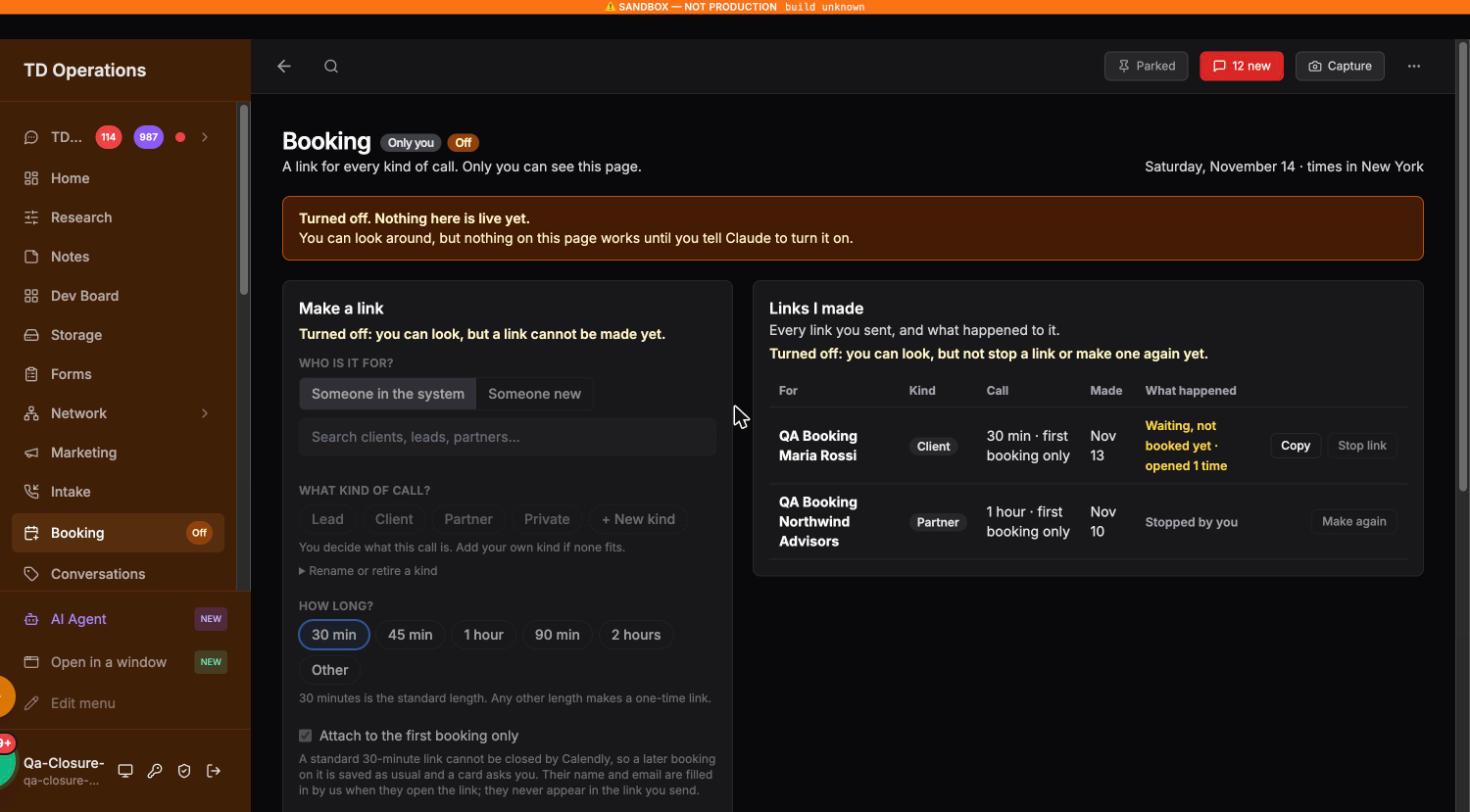 ⚠️ SANDBOX — NOT PRODUCTION build unknown
TD Operations
Parked
12 new
Capture
TD... 114 987
Home
Research
Notes
Dev Board
Storage
Forms
Network
Marketing
Intake
Booking Off
Conversations
AI Agent NEW
Open in a window NEW
Edit menu
9+
Qa-Closure-
qa-closure-...
Booking Only you Off
A link for every kind of call. Only you can see this page.
Saturday, November 14 · times in New York
Turned off. Nothing here is live yet.
You can look around, but nothing on this page works until you tell Claude to turn it on.
Make a link
Turned off: you can look, but a link cannot be made yet.
WHO IS IT FOR?
Someone in the system Someone new
Search clients, leads, partners...
WHAT KIND OF CALL?
Lead Client Partner Private + New kind
You decide what this call is. Add your own kind if none fits.
Rename or retire a kind
HOW LONG?
30 min 45 min 1 hour 90 min 2 hours
Other
30 minutes is the standard length. Any other length makes a one-time link.
Attach to the first booking only
A standard 30-minute link cannot be closed by Calendly, so a later booking
on it is saved as usual and a card asks you. Their name and email are filled
in by us when they open the link; they never appear in the link you send.
Links I made
Every link you sent, and what happened to it.
Turned off: you can look, but not stop a link or make one again yet.
For Kind Call Made What happened
QA Booking
Maria Rossi
Client
30 min · first
booking only
Nov
13
Waiting, not
booked yet ·
opened 1 time
Copy
Stop link
QA Booking
Northwind
Advisors
Partner
1 hour · first
booking only
Nov
10
Stopped by you
Make again